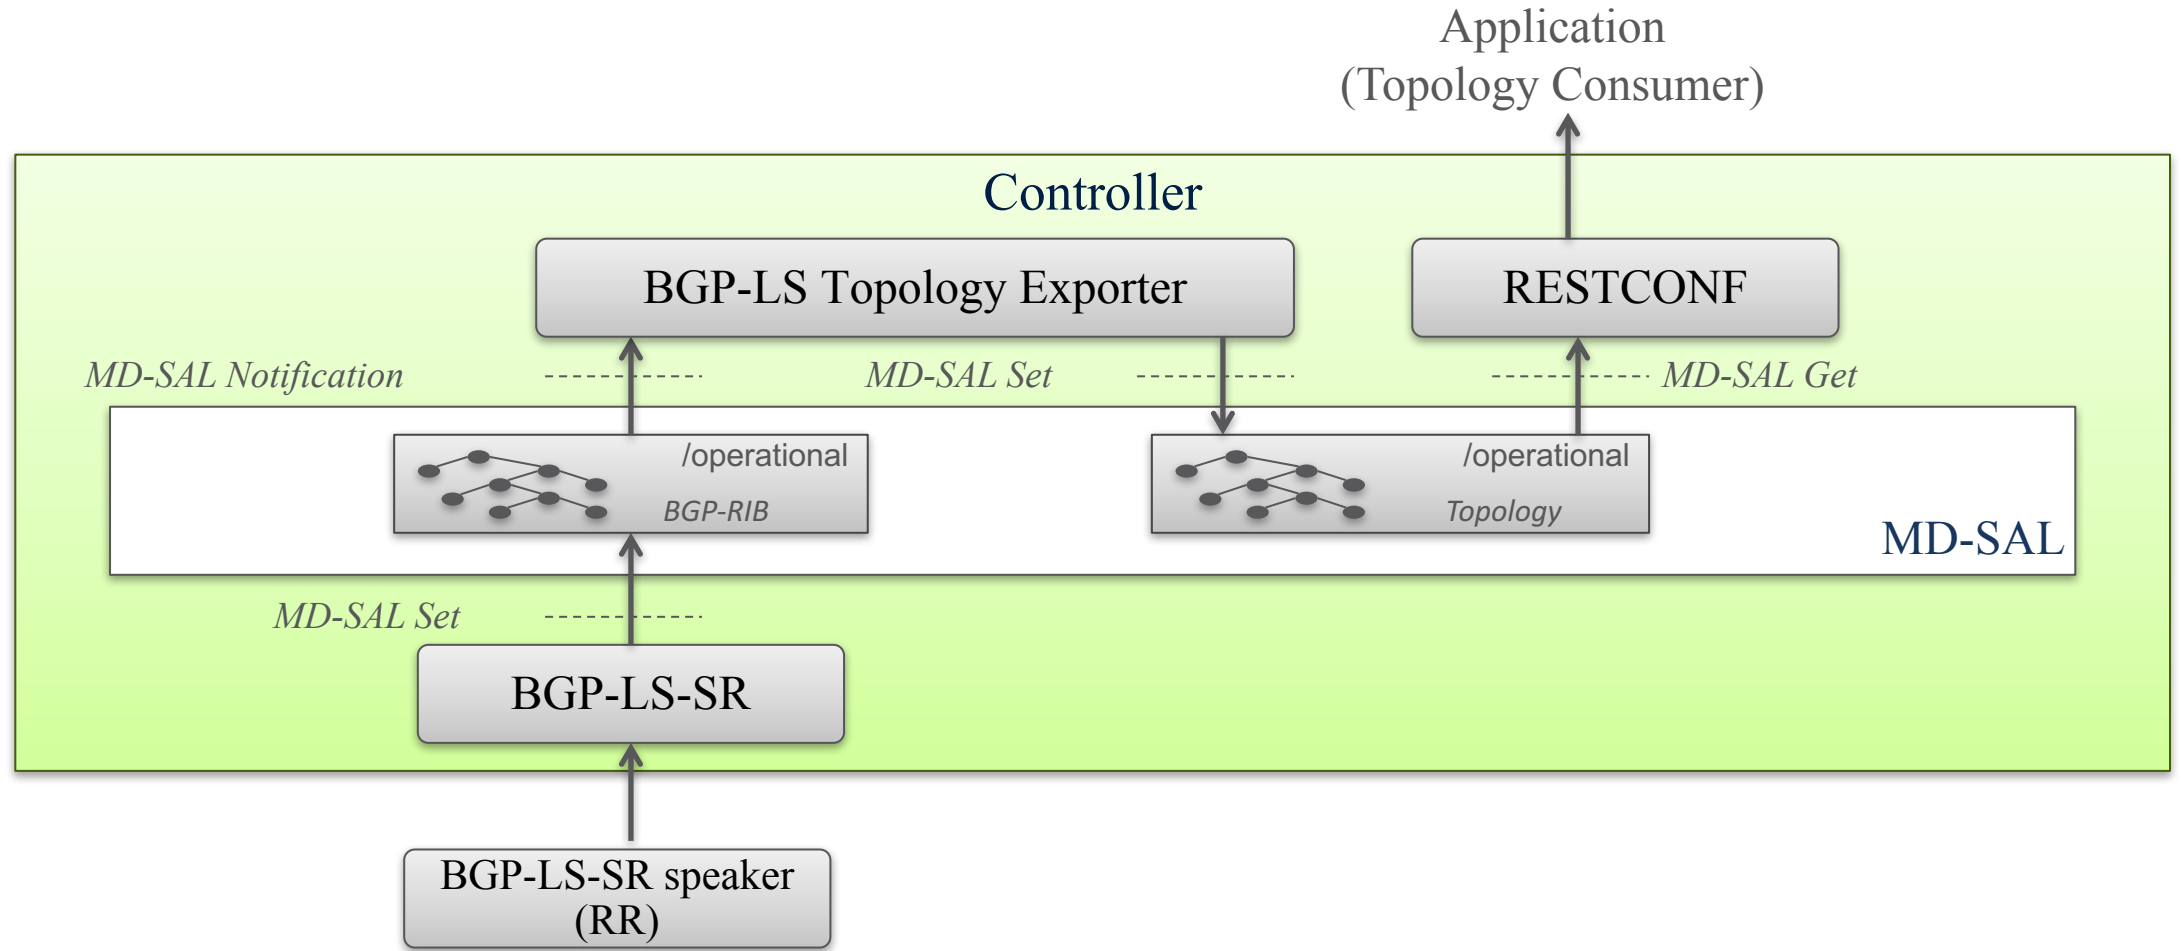 Application
(Topology Consumer)
Controller
BGP-LS Topology Exporter
RESTCONF
MD-SAL Notification
MD-SAL Set
MD-SAL Get
/operational
BGP-RIB
/operational
Topology
MD-SAL
MD-SAL Set
BGP-LS-SR
BGP-LS-SR speaker
(RR)